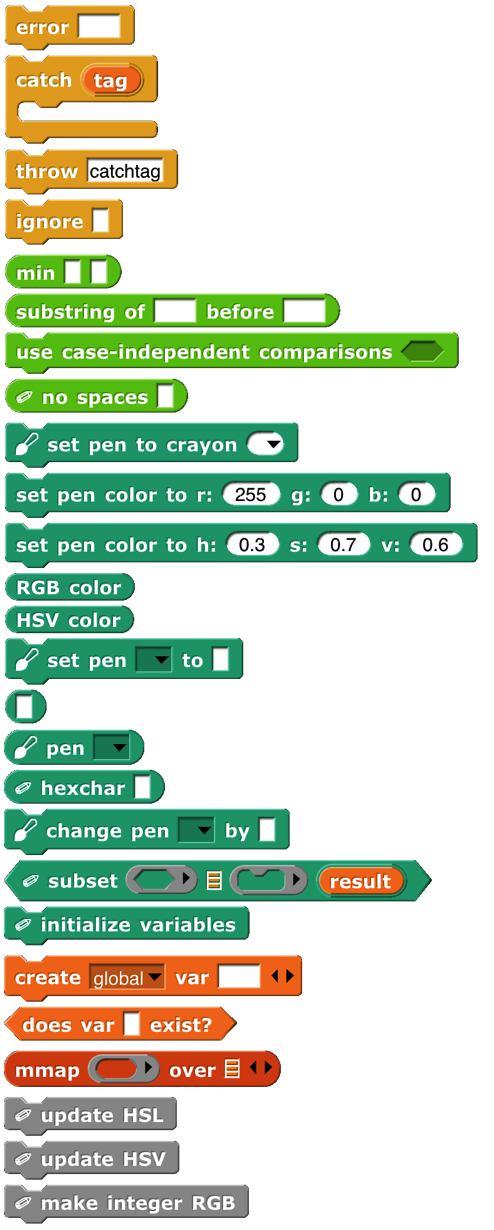 error
catch tag
throw catchtag
ignore
min
substring of before
use case-independent comparisons
no spaces
set pen to crayon
set pen color to r: 255 g: 0 b: 0
set pen color to h: 0.3 s: 0.7 v: 0.6
RGB color
HSV color
set pen to
pen
hexchar
change pen by
subset result
initialize variables
create global var
does var exist?
mmap over
update HSL
update HSV
make integer RGB